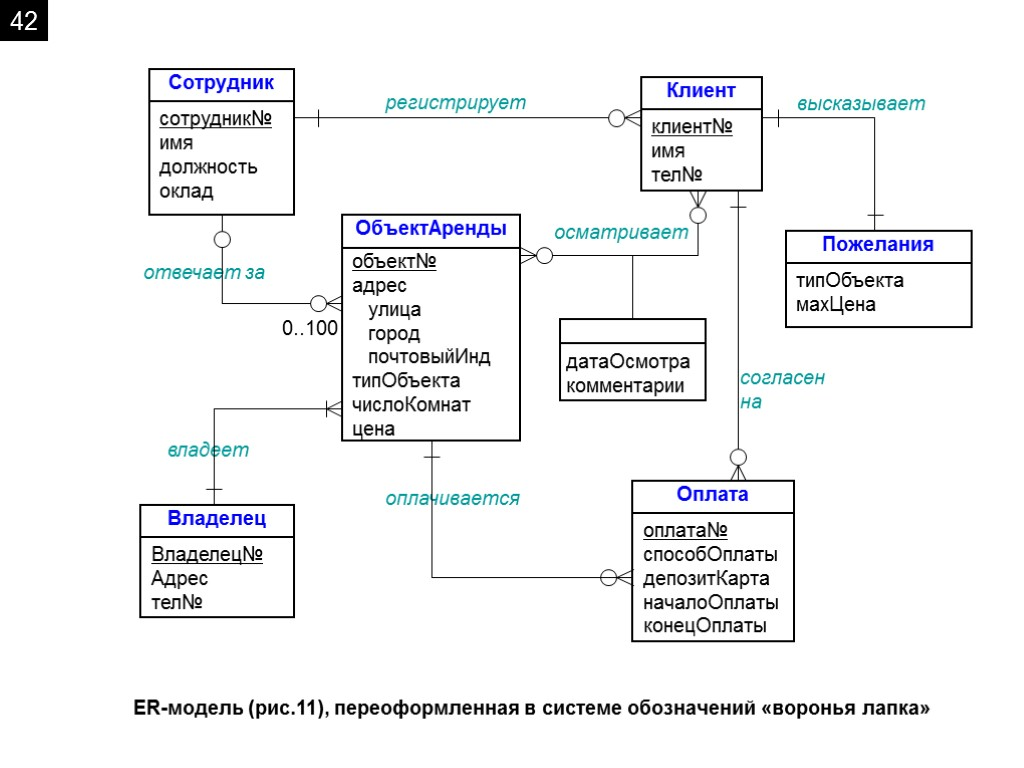 42
Сотрудник
сотрудник№
имя
должность
оклад
регистрирует
Клиент
клиент№
имя
тел№
высказывает
Пожелания
типОбъекта
махЦена
ОбъектАренды
объект№
адрес
улица
город
почтовыйИнд
типОбъекта
числоКомнат
цена
осматривает
отвечает за
0..100
датаОсмотра
комментарии
согласен
на
владеет
оплачивается
Владелец
Владелец№
Адрес
тел№
Оплата
оплата№
способОплаты
депозитКарта
началоОплаты
конецОплаты
ER-модель (рис.11), переоформленная в системе обозначений «воронья лапка»